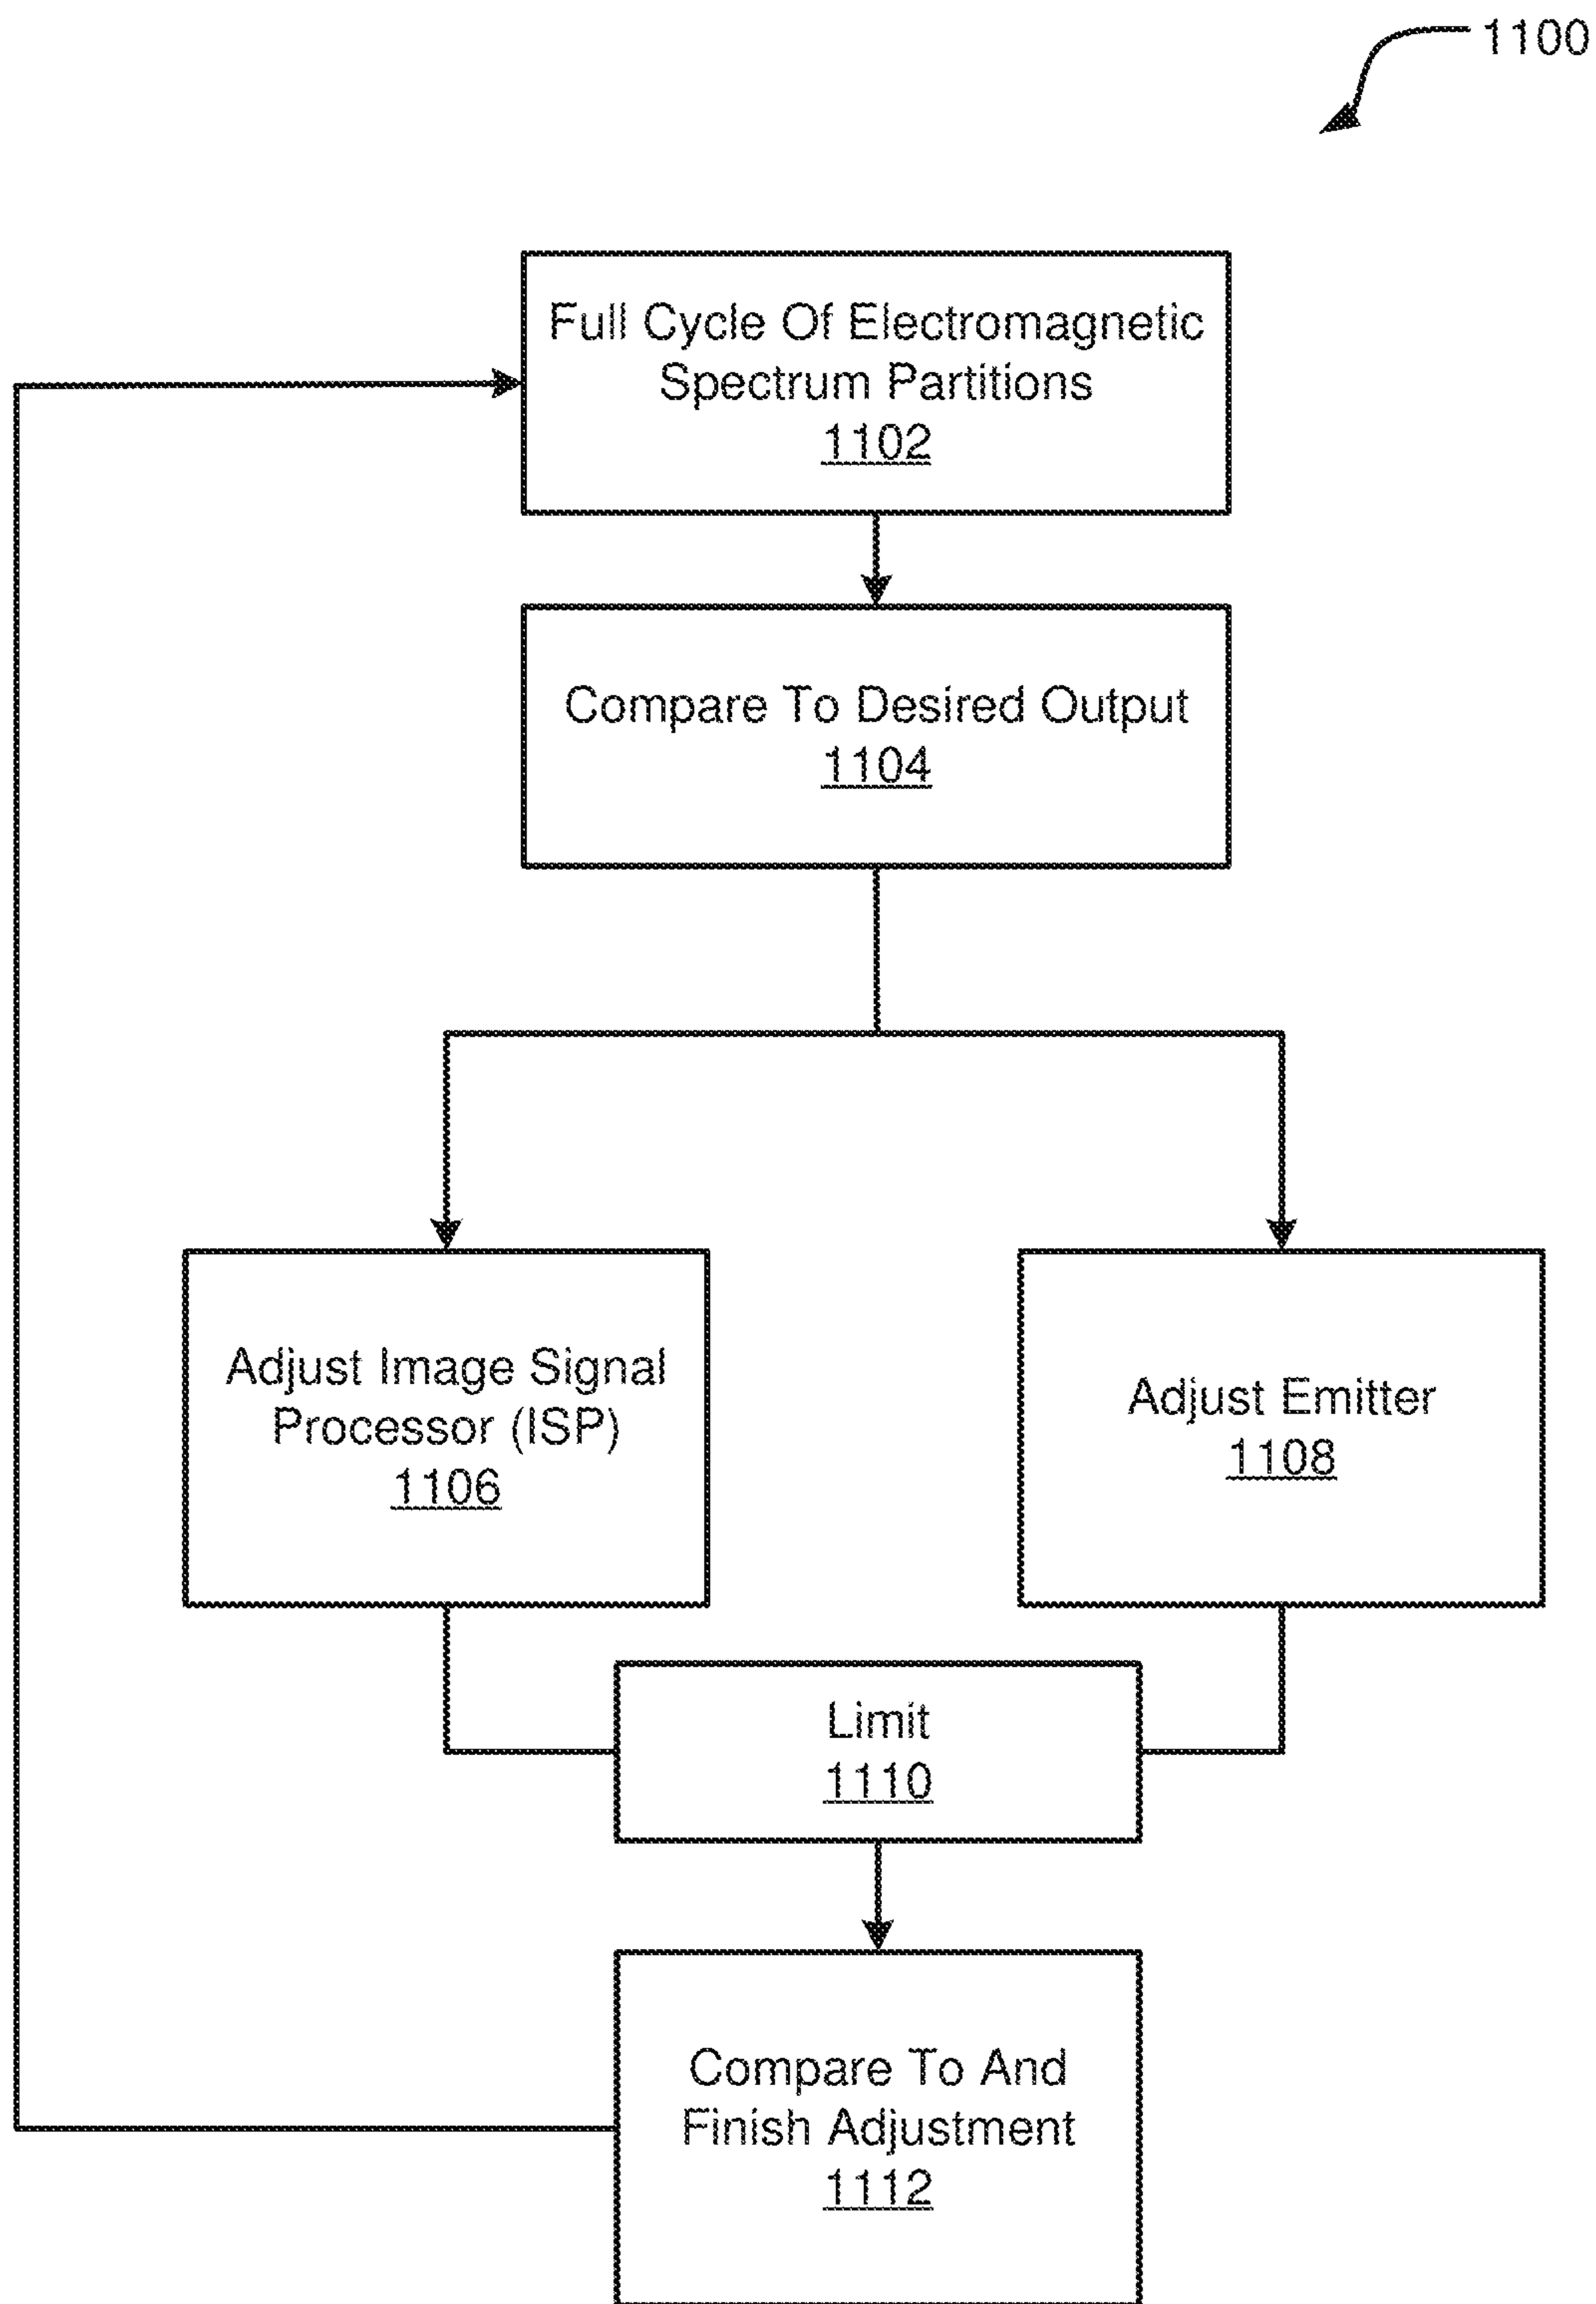 1100
Full Cycle Of Electromagnetic
Spectrum Partitions
1102
Compare To Desired Output
1104
Adjust Image Signal
Processor (ISP)
1106
Adjust Emitter
1108
Limit
1110
Compare To And
Finish Adjustment
1112